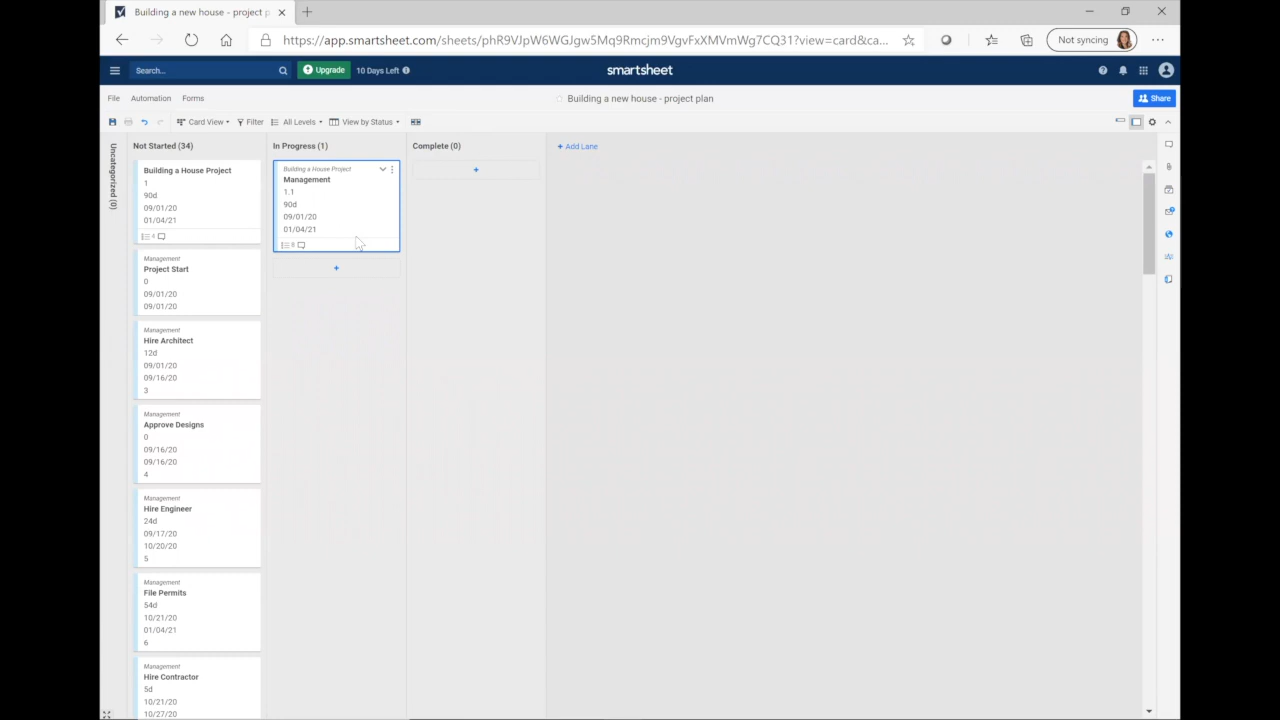 Building a new house - project p
Not syncing
https://app.smartsheet.com/sheets/phR9VJpW6WGJgw5Mq9Rmcjm9VgvFxXMVmWg7CQ31?view=card&ca...
Search...
Upgrade
10 Days Left
smartsheet
File
Automation
Forms
Building a new house - project plan
Share
Card View
Filter
All Levels
View by Status
Uncategorized (0)
Not Started (34)
Building a House Project
1
90d
09/01/20
01/04/21
Management
Project Start
0
09/01/20
09/01/20
Management
Hire Architect
12d
09/01/20
09/16/20
3
Management
Approve Designs
0
09/16/20
09/16/20
4
Management
Hire Engineer
24d
09/17/20
10/20/20
5
Management
File Permits
54d
10/21/20
01/04/21
6
Management
Hire Contractor
5d
10/21/20
10/27/20
In Progress (1)
Building a House Project
Management
1.1
90d
09/01/20
01/04/21
Complete (0)
+ Add Lane